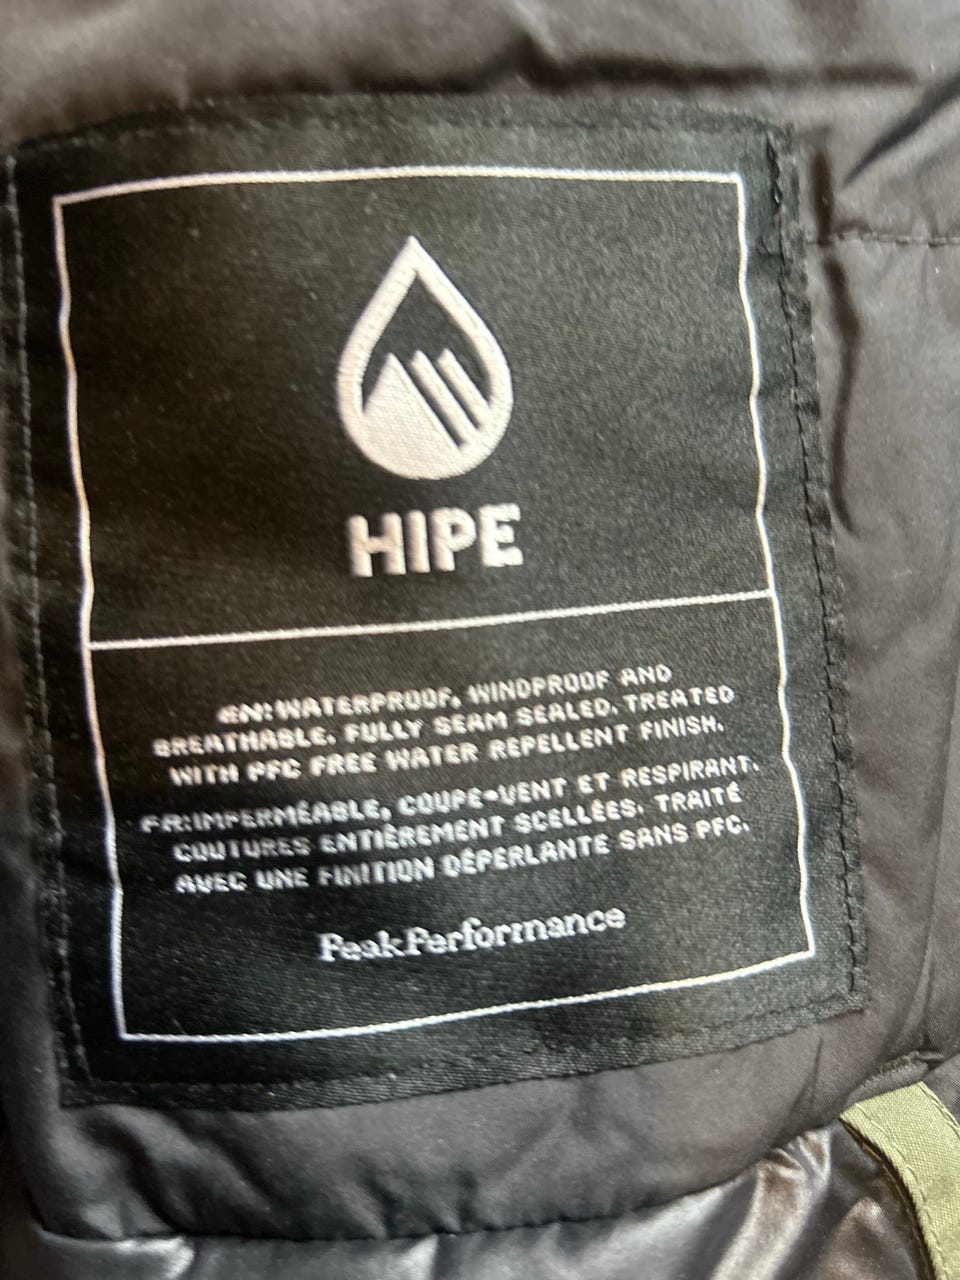 HIPE
EN: WATERPROOF, WINDPROOF AND
BREATHABLE. FULLY SEAM SEALED. TREATED
WITH PFC FREE WATER REPELLENT FINISH.
FR: IMPERMÉABLE, COUPE-VENT ET RESPIRANT.
COUTURES ENTIÈREMENT SCELLÉES. TRAITÉ
AVEC UNE FINITION DÉPERLANTE SANS PFC.
PeakPerformance